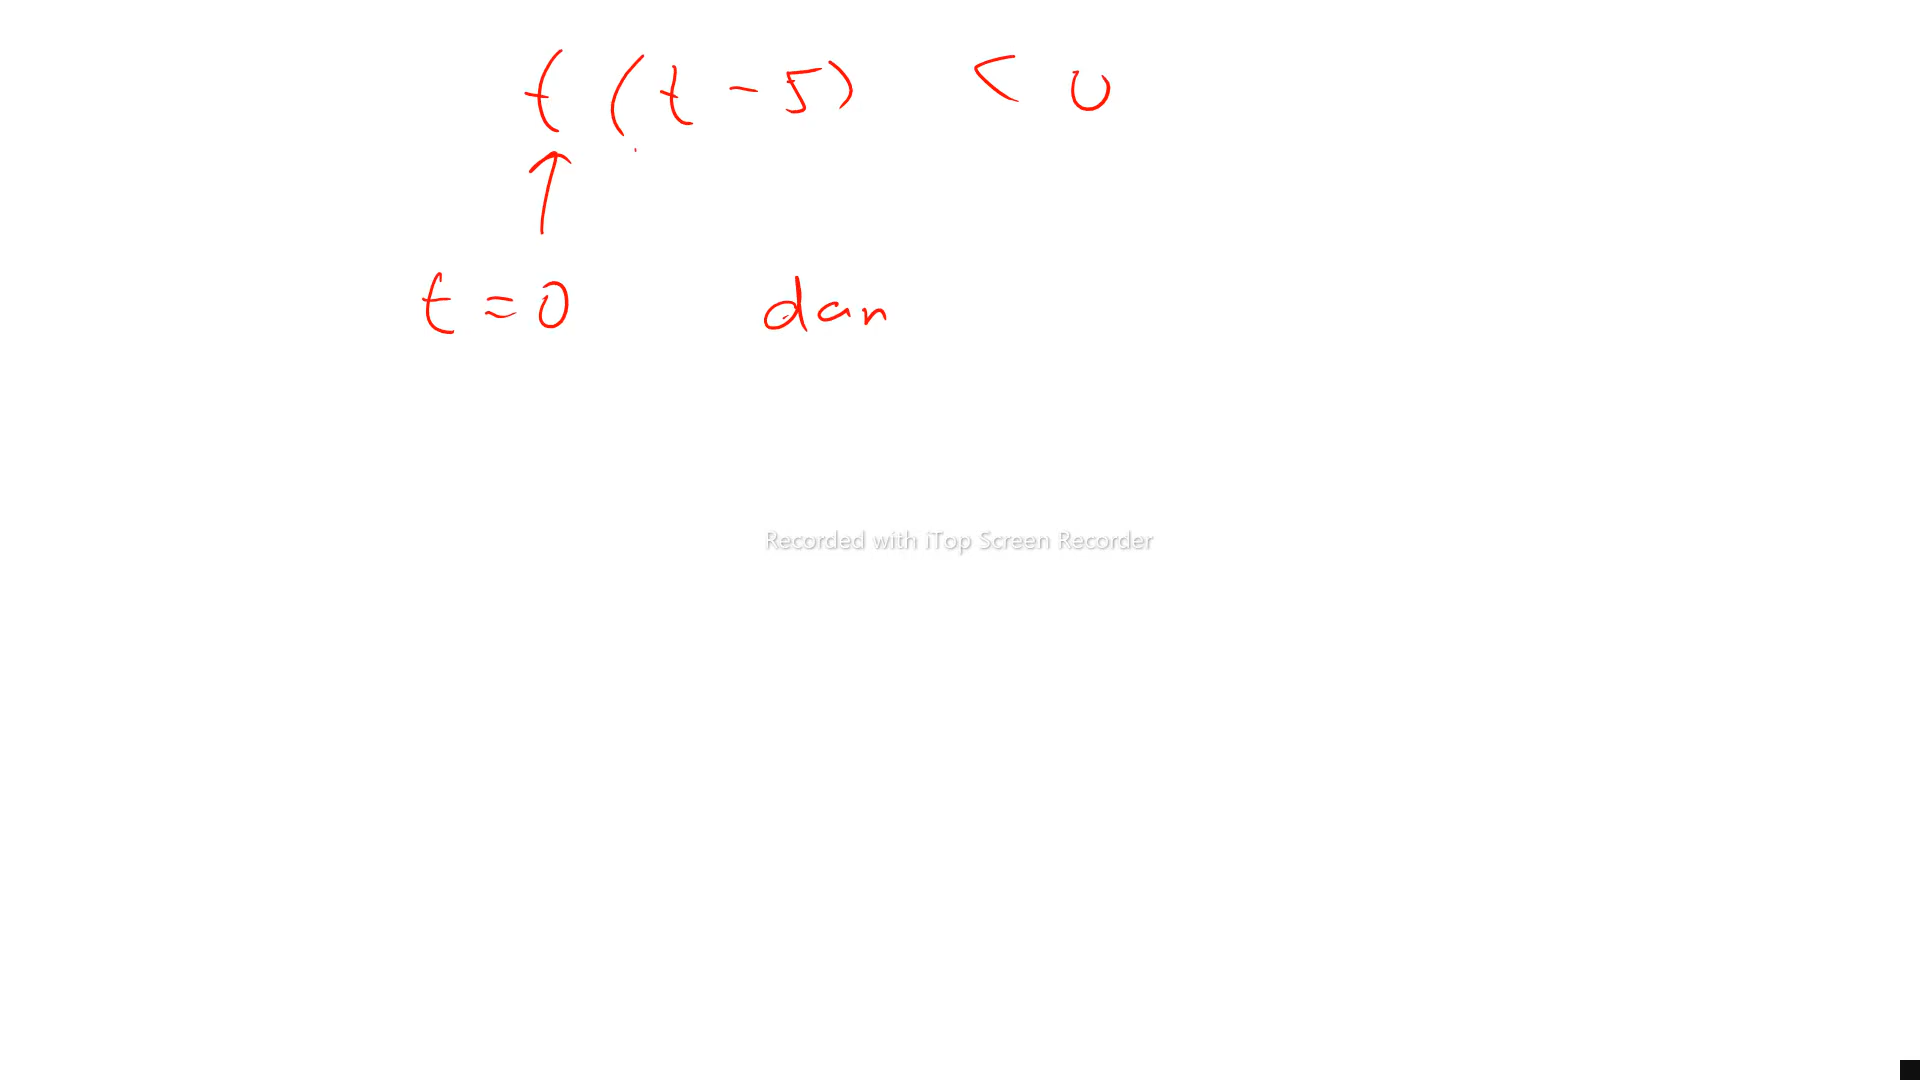 t (t - 5) < 0
t = 0 dan
Recorded with iTop Screen Recorder